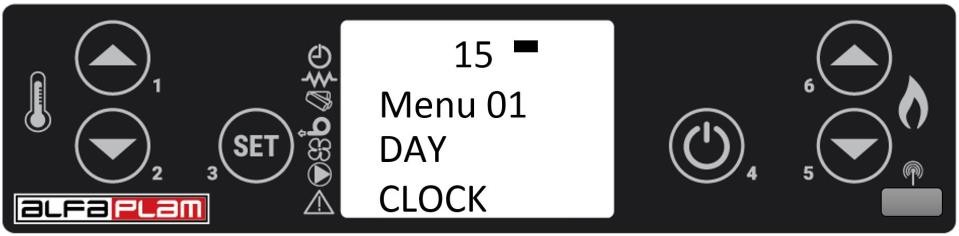 1
2
3
SET
alfaplam
15
Menu 01
DAY
CLOCK
4
5
6